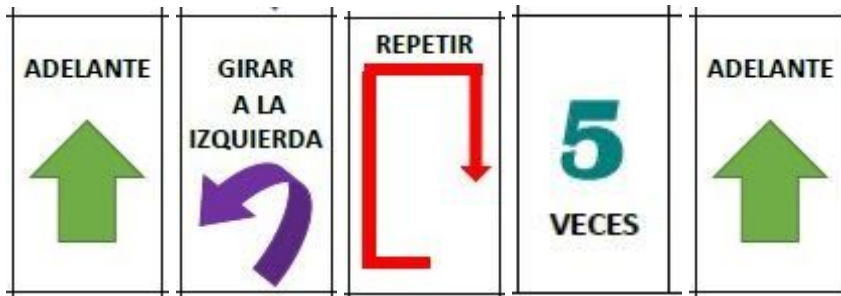 ADELANTE
GIRAR
A LA
IZQUIERDA
REPETIR
5
VECES
ADELANTE